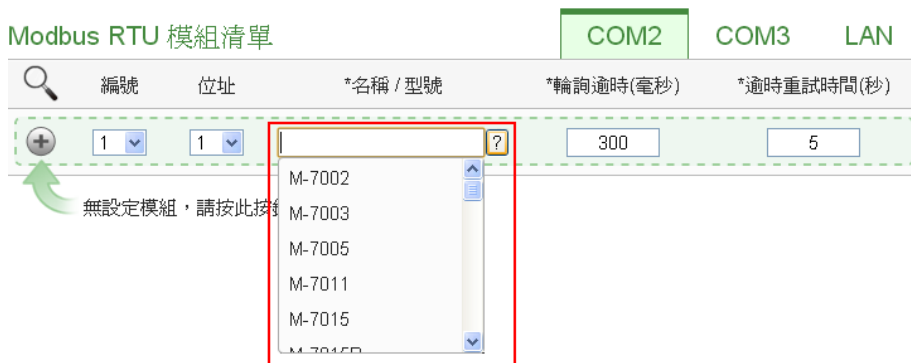 Modbus RTU 模組清單
COM2 COM3 LAN
編號 位址 *名稱 / 型號 *輪詢逾時(毫秒) *逾時重試時間(秒)
1 1 ? 300 5
無設定模組，請按此按
M-7002
M-7003
M-7005
M-7011
M-7015